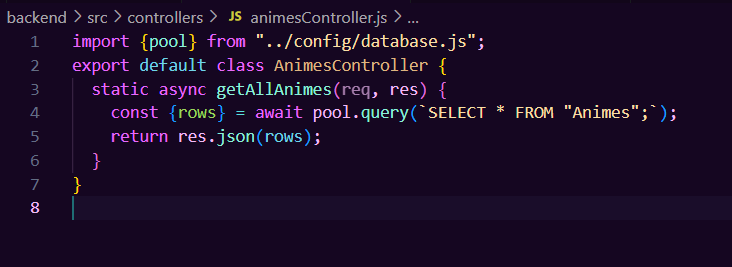 backend > src > controllers > JS animesController.js > ...
1 import {pool} from "../config/database.js";
2 export default class AnimesController {
3 static async getAllAnimes(req, res) {
4 const {rows} = await pool.query(`SELECT * FROM "Animes";`);
5 return res.json(rows);
6 }
7 }
8